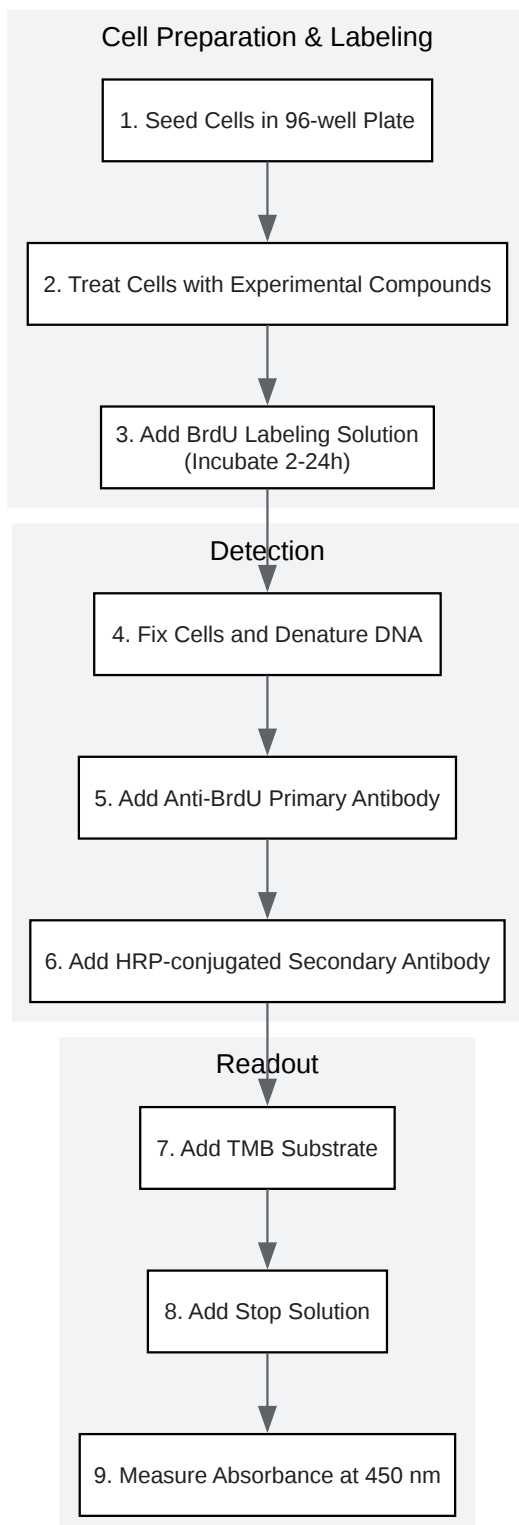 Cell Preparation & Labeling
1. Seed Cells in 96-well Plate
2. Treat Cells with Experimental Compounds
3. Add BrdU Labeling Solution
(Incubate 2-24h)
Detection
4. Fix Cells and Denature DNA
5. Add Anti-BrdU Primary Antibody
6. Add HRP-conjugated Secondary Antibody
Readout
7. Add TMB Substrate
8. Add Stop Solution
9. Measure Absorbance at 450 nm